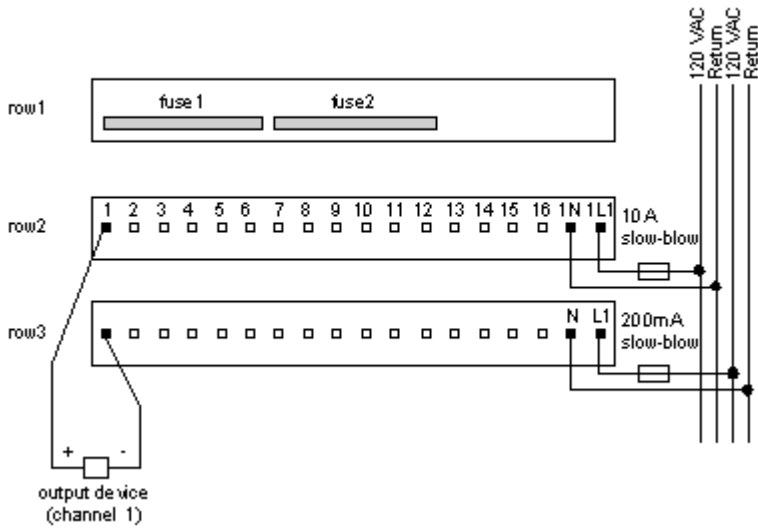 120 VAC
Return
120 VAC
Return
row1
fuse1
fuse2
row2
1 2 3 4 5 6 7 8 9 10 11 12 13 14 15 16 1N 1L1
10A
slow-blow
row3
N L1
200mA
slow-blow
+ -
output device
(channel 1)